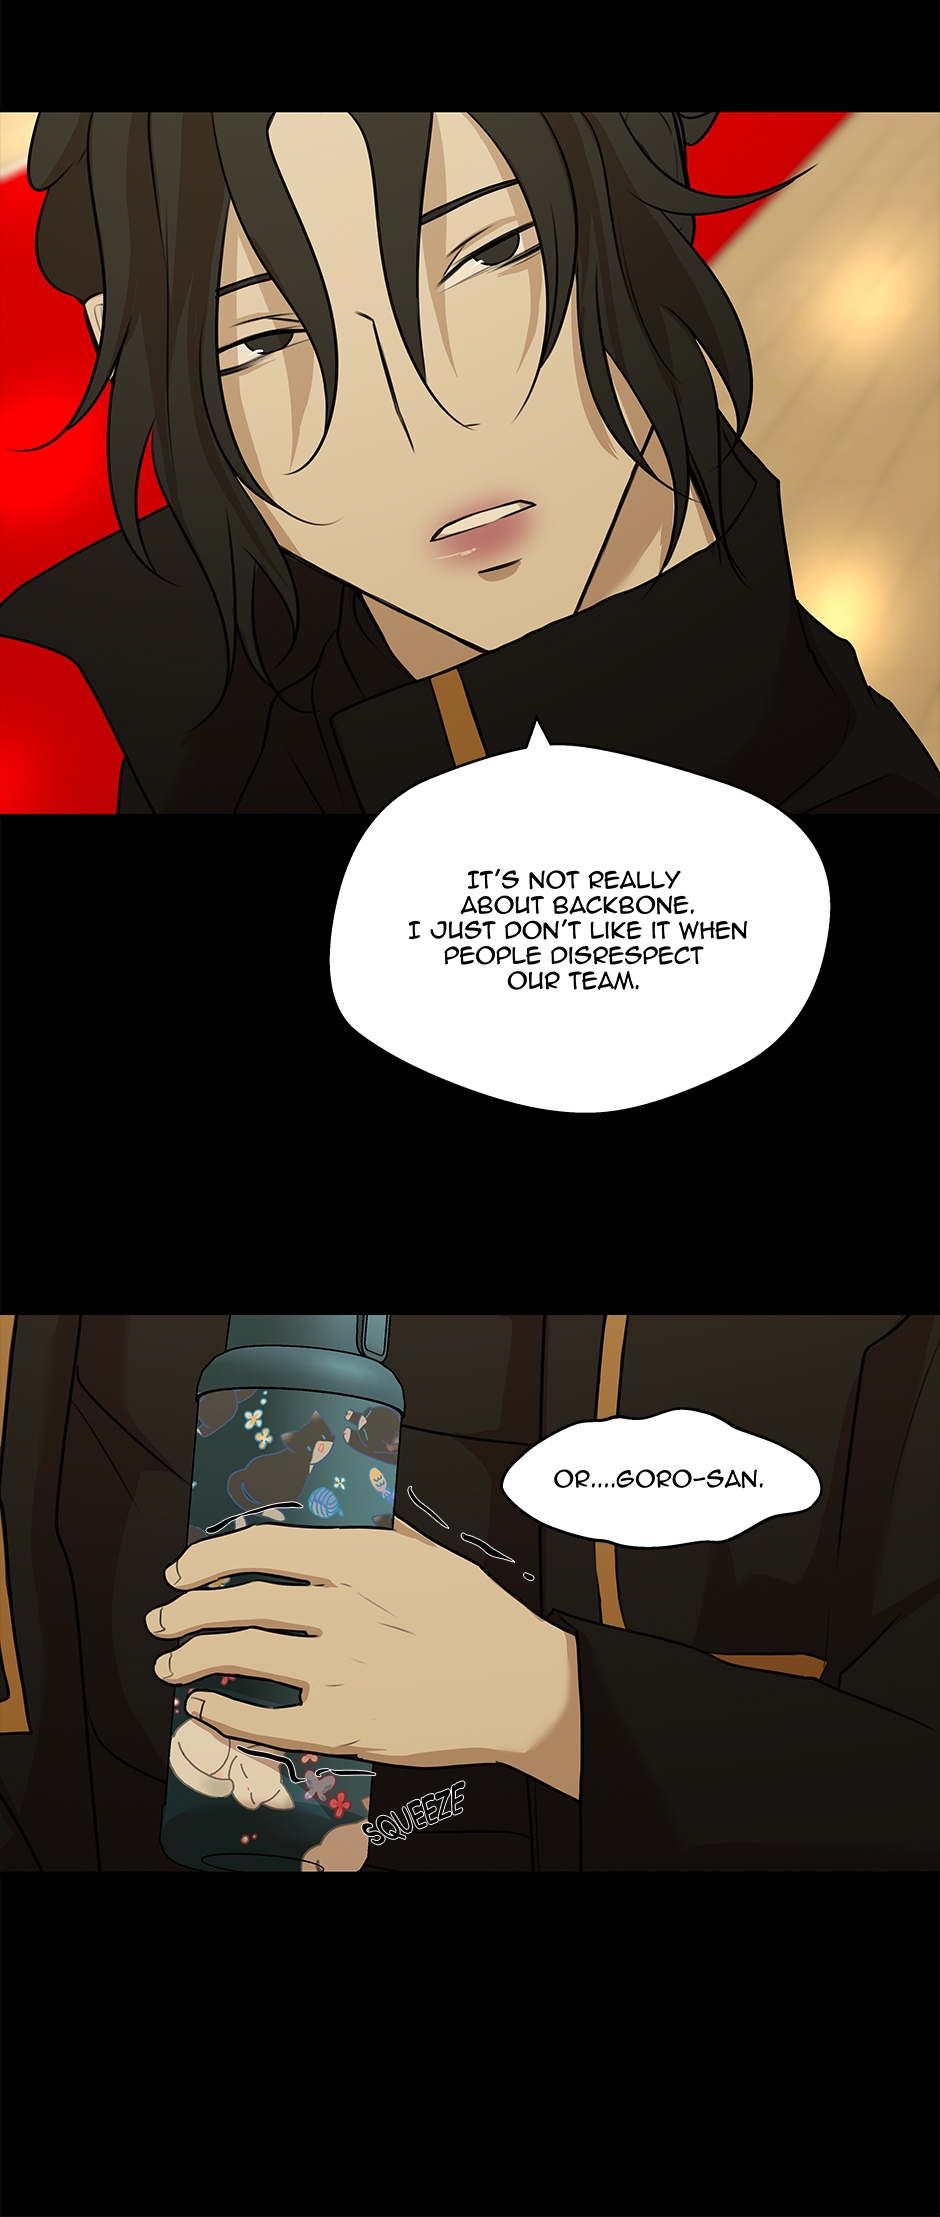 IT'S NOT REALLY
ABOUT BACKBONE.
I JUST DON'T LIKE IT WHEN
PEOPLE DISRESPECT
OUR TEAM.
OR....GORO-SAN.
SQUEEZE